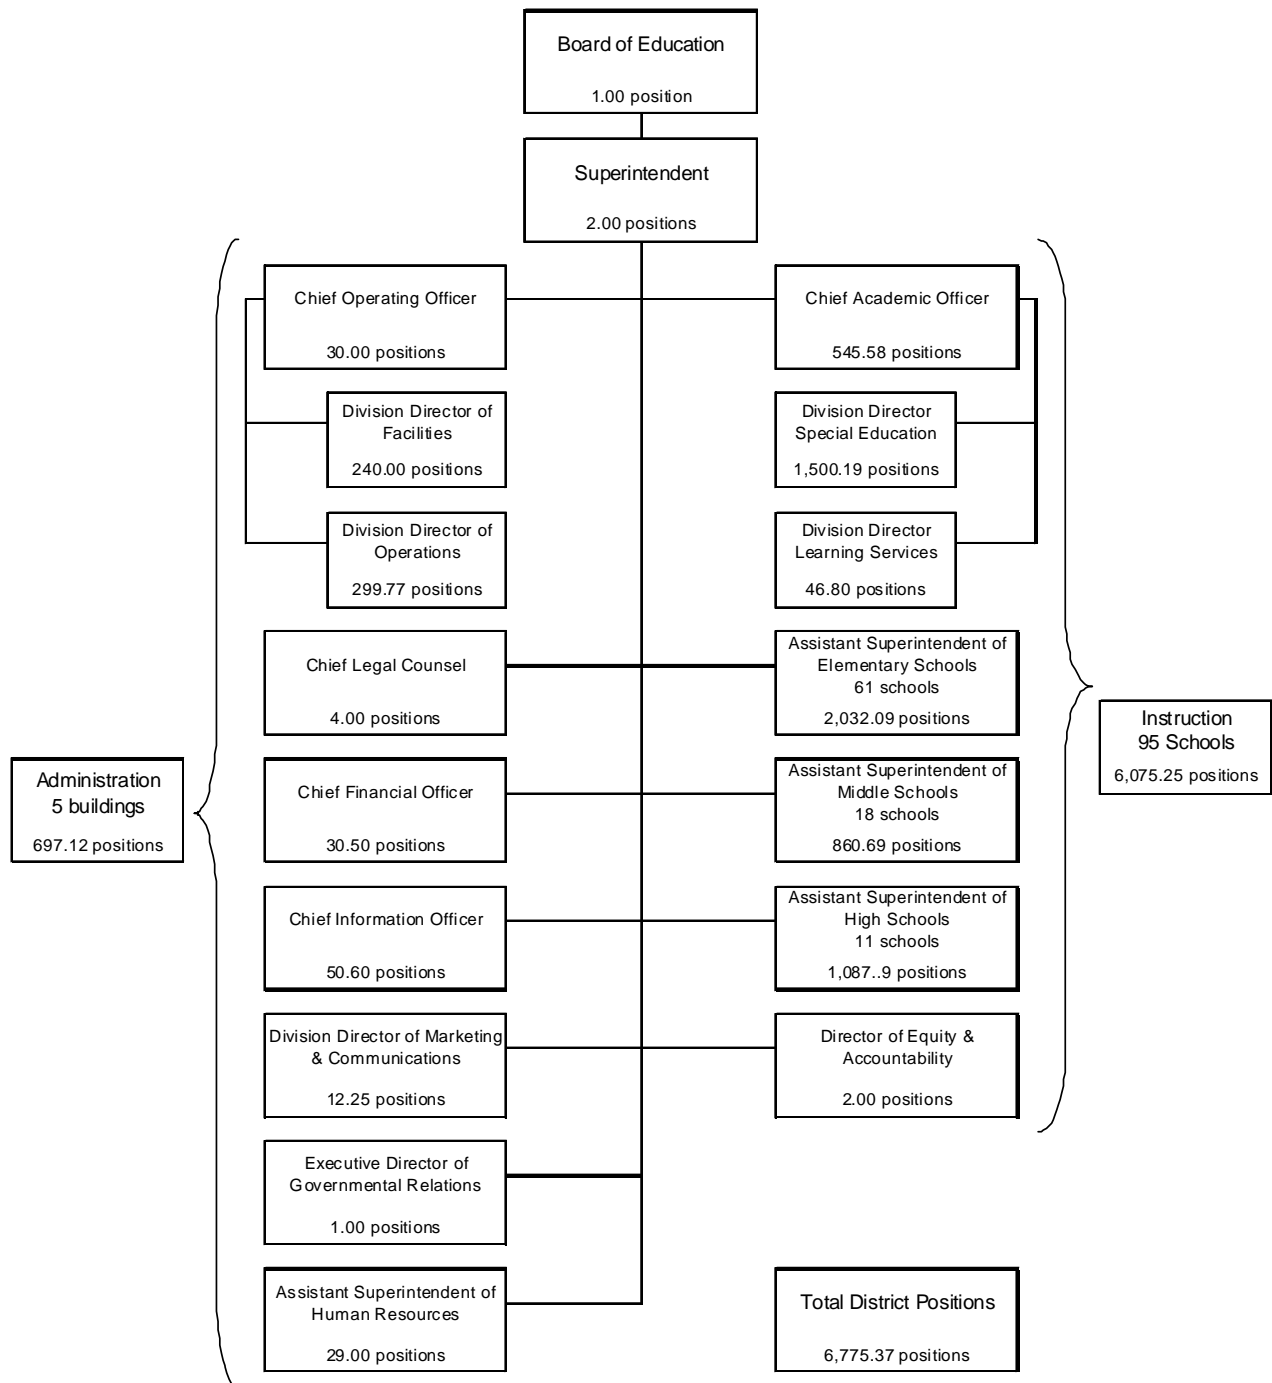 Board of Education
1.00 position
Superintendent
2.00 positions
Chief Operating Officer
30.00 positions
Chief Academic Officer
545.58 positions
Division Director of
Facilities
240.00 positions
Division Director
Special Education
1,500.19 positions
Division Director of
Operations
299.77 positions
Division Director
Learning Services
46.80 positions
Chief Legal Counsel
4.00 positions
Assistant Superintendent of
Elementary Schools
61 schools
2,032.09 positions
Instruction
95 Schools
6,075.25 positions
Administration
5 buildings
697.12 positions
Chief Financial Officer
30.50 positions
Assistant Superintendent of
Middle Schools
18 schools
860.69 positions
Chief Information Officer
50.60 positions
Assistant Superintendent of
High Schools
11 schools
1,087..9 positions
Division Director of Marketing
& Communications
12.25 positions
Director of Equity &
Accountability
2.00 positions
Executive Director of
Governmental Relations
1.00 positions
Assistant Superintendent of
Human Resources
29.00 positions
Total District Positions
6,775.37 positions